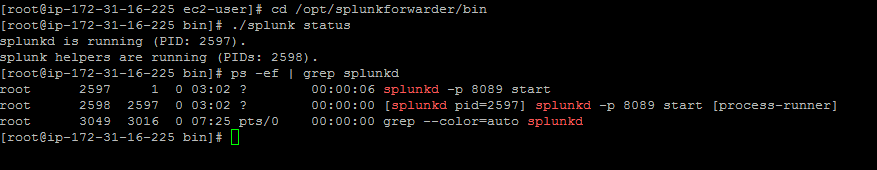 [root@ip-172-31-16-225 ec2-user]# cd /opt/splunkforwarder/bin
[root@ip-172-31-16-225 bin]# ./splunk status
splunkd is running (PID: 2597).
splunk helpers are running (PIDs: 2598).
[root@ip-172-31-16-225 bin]# ps -ef | grep splunkd
root      2597     1  0 03:02 ?        00:00:06 splunkd -p 8089 start
root      2598  2597  0 03:02 ?        00:00:00 [splunkd pid=2597] splunkd -p 8089 start [process-runner]
root      3049  3016  0 07:25 pts/0    00:00:00 grep --color=auto splunkd
[root@ip-172-31-16-225 bin]#